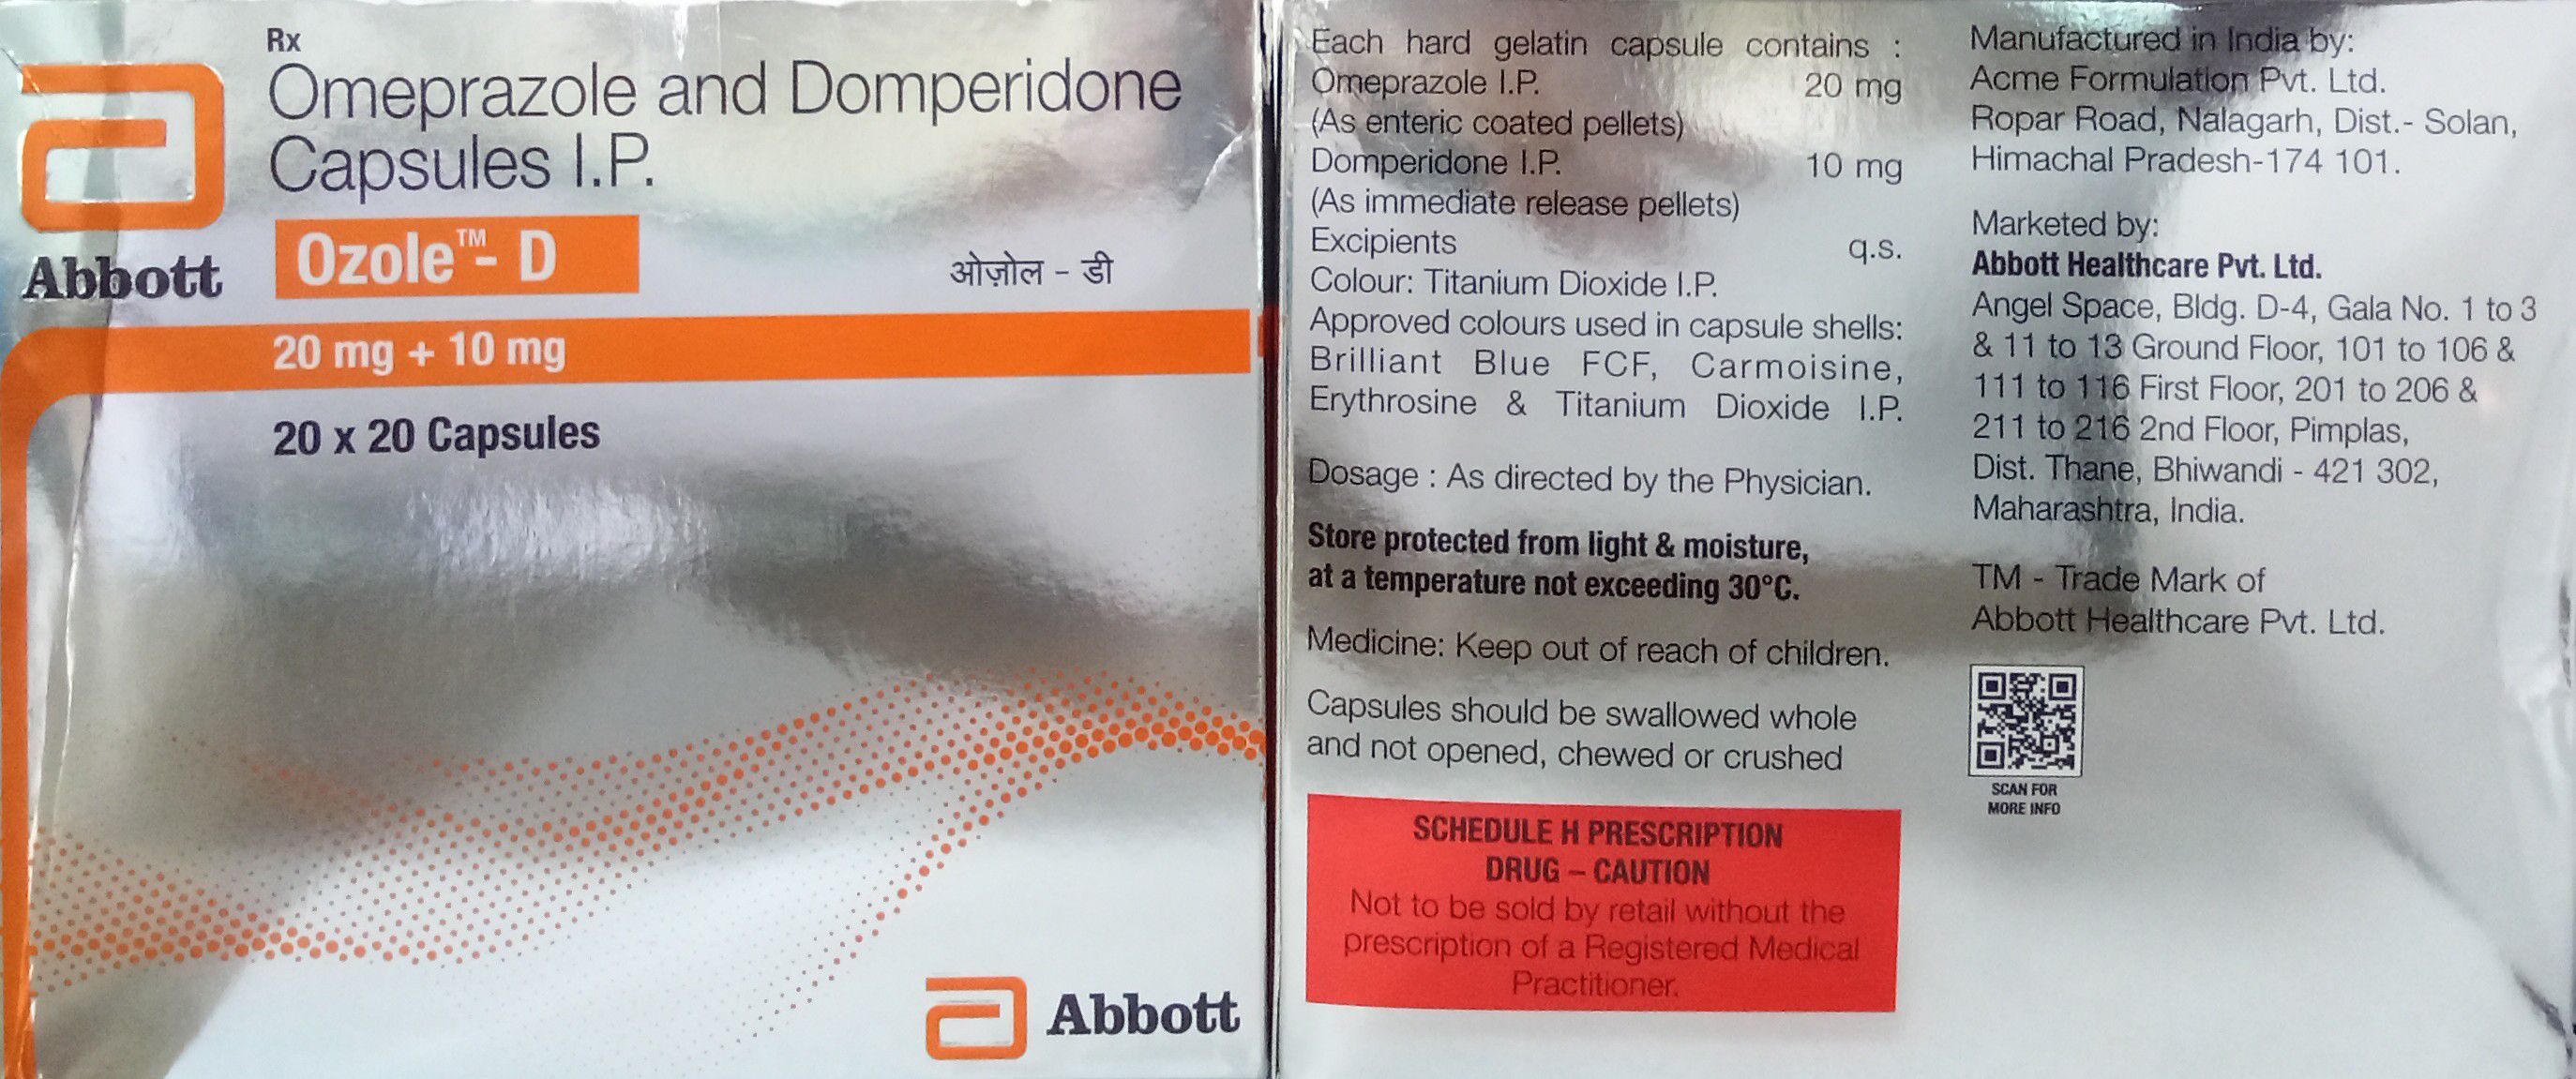 Rx
Omeprazole and Domperidone
Capsules I.P.
Ozole™- D
ओज़ोल - डी
Abbott
20 mg + 10 mg
20 x 20 Capsules
Abbott
Each hard gelatin capsule contains :
Omeprazole I.P. 20 mg
(As enteric coated pellets)
Domperidone I.P. 10 mg
(As immediate release pellets)
Excipients q.s.
Colour: Titanium Dioxide I.P.
Approved colours used in capsule shells:
Brilliant Blue FCF, Carmoisine,
Erythrosine & Titanium Dioxide I.P.
Dosage : As directed by the Physician.
Store protected from light & moisture,
at a temperature not exceeding 30°C.
Medicine: Keep out of reach of children.
Capsules should be swallowed whole
and not opened, chewed or crushed
SCHEDULE H PRESCRIPTION
DRUG – CAUTION
Not to be sold by retail without the
prescription of a Registered Medical
Practitioner.
Manufactured in India by:
Acme Formulation Pvt. Ltd.
Ropar Road, Nalagarh, Dist.- Solan,
Himachal Pradesh-174 101.
Marketed by:
Abbott Healthcare Pvt. Ltd.
Angel Space, Bldg. D-4, Gala No. 1 to 3
& 11 to 13 Ground Floor, 101 to 106 &
111 to 116 First Floor, 201 to 206 &
211 to 216 2nd Floor, Pimplas,
Dist. Thane, Bhiwandi - 421 302,
Maharashtra, India.
TM - Trade Mark of
Abbott Healthcare Pvt. Ltd.
SCAN FOR
MORE INFO